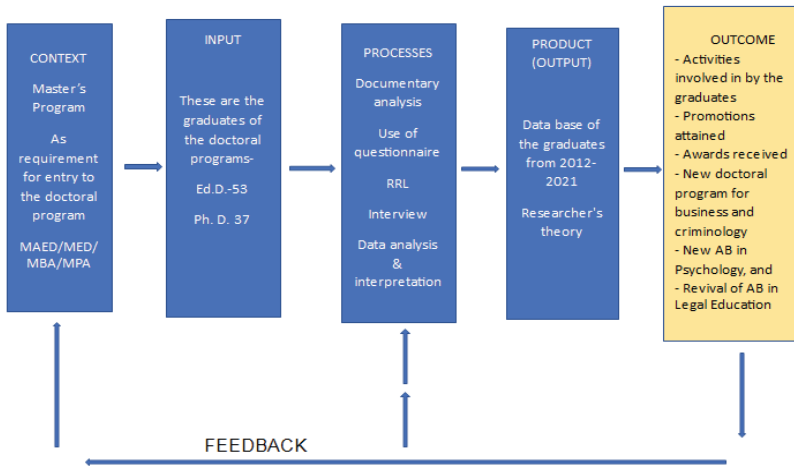 CONTEXT
Master's
Program
As
requirement
for entry to
the doctoral
program
MAED/MED/
MBA/MPA
INPUT
These are the
graduates of
the doctoral
programs-
Ed.D.-53
Ph. D. 37
PROCESSES
Documentary
analysis
Use of
questionnaire
RRL
Interview
Data analysis
&
interpretation
PRODUCT
(OUTPUT)
Data base of
the graduates
from 2012-
2021
Researcher's
theory
OUTCOME
- Activities
involved in by the
graduates
- Promotions
attained
- Awards received
- New doctoral
program for
business and
criminology
- New AB in
Psychology, and
- Revival of AB in
Legal Education
FEEDBACK